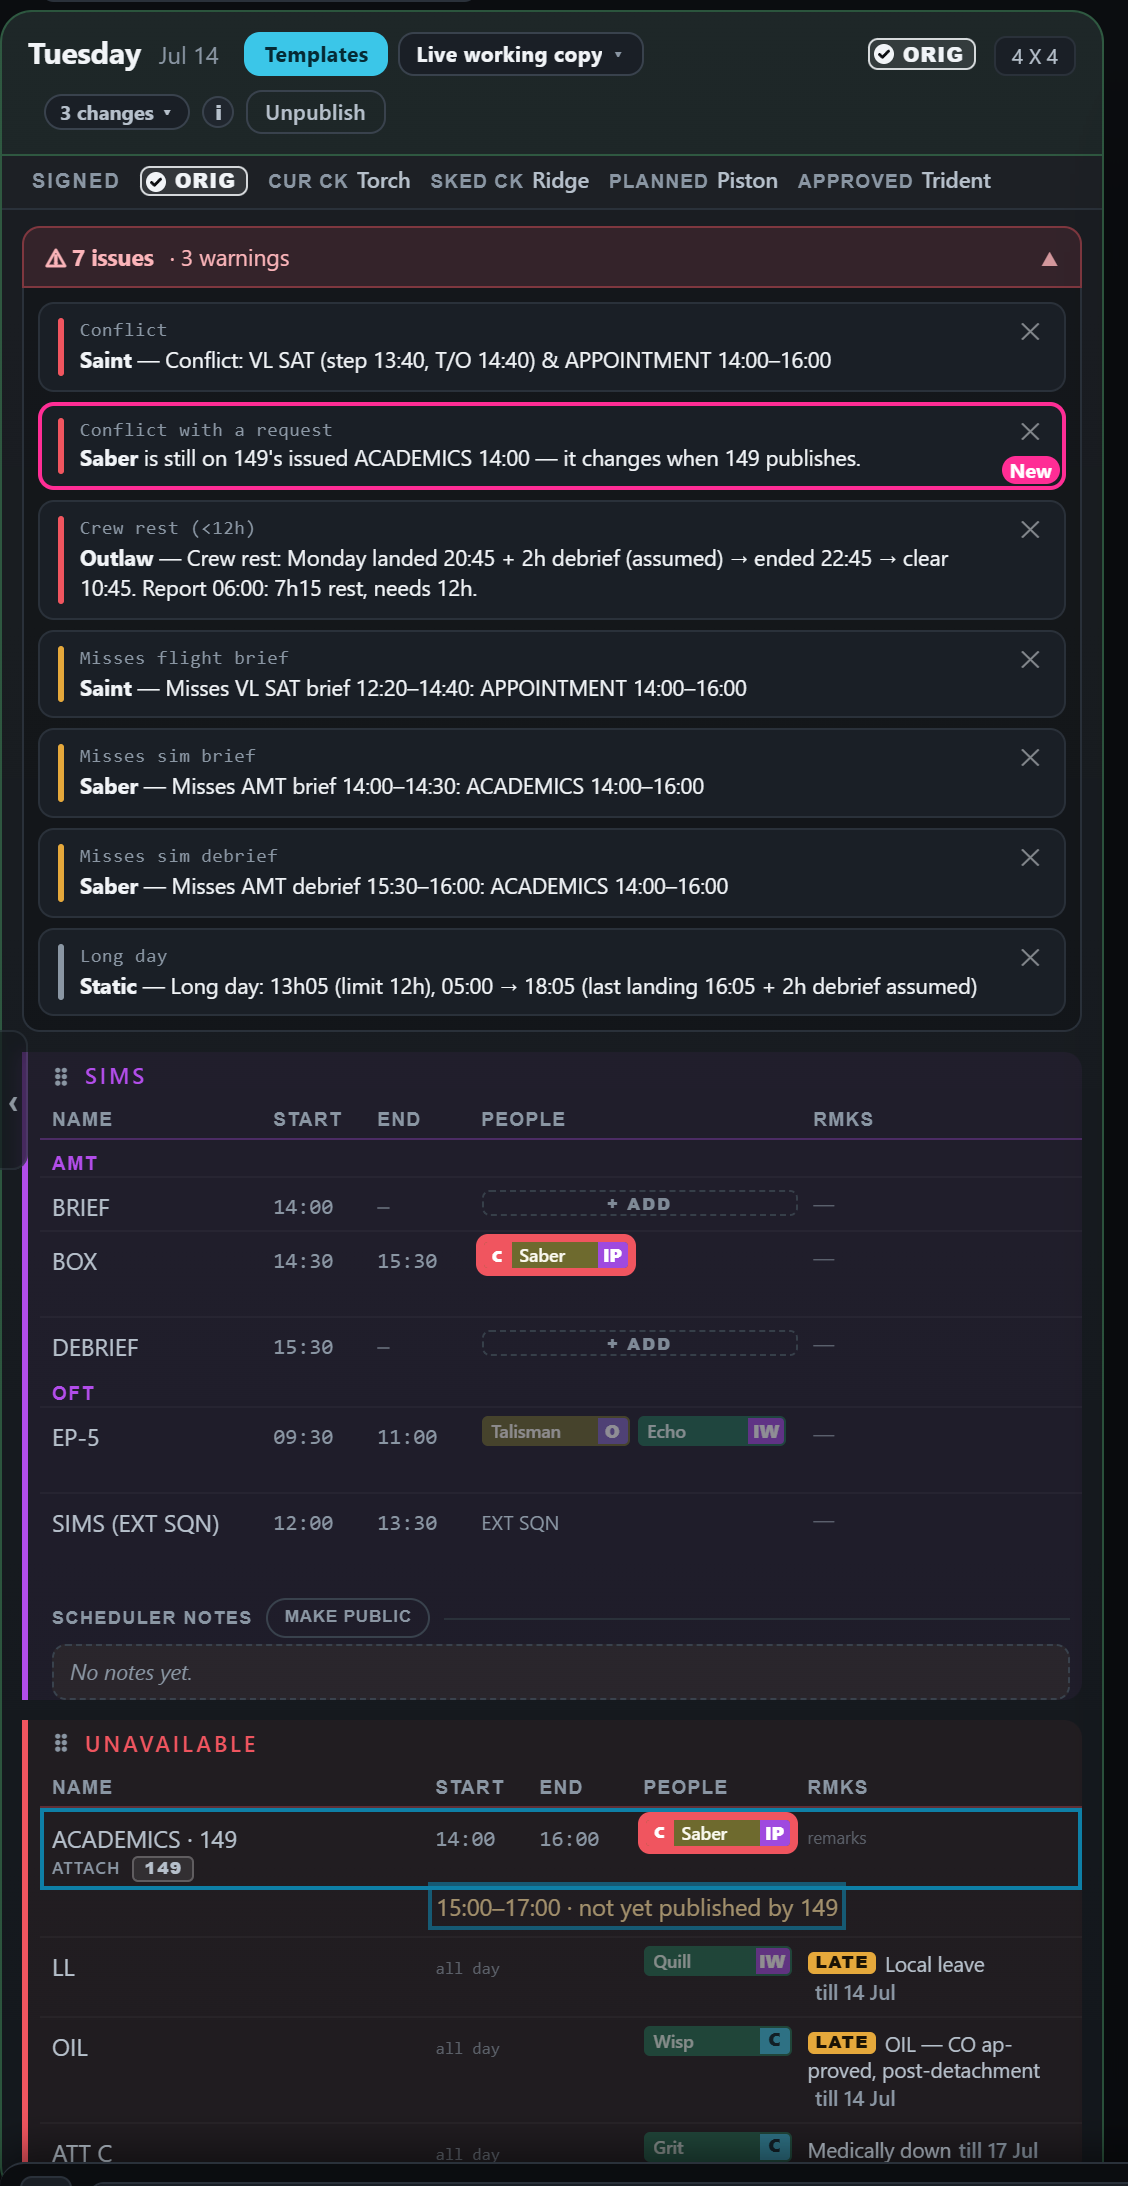 Tuesday Jul 14 Templates Live working copy ▾ ORIG 4 X 4
3 changes ▾ i Unpublish
SIGNED ORIG CUR CK Torch SKED CK Ridge PLANNED Piston APPROVED Trident
⚠ 7 issues · 3 warnings ▲
Conflict
Saint — Conflict: VL SAT (step 13:40, T/O 14:40) & APPOINTMENT 14:00–16:00
Conflict with a request
Saber is still on 149's issued ACADEMICS 14:00 — it changes when 149 publishes.
New
Crew rest (<12h)
Outlaw — Crew rest: Monday landed 20:45 + 2h debrief (assumed) → ended 22:45 → clear
10:45. Report 06:00: 7h15 rest, needs 12h.
Misses flight brief
Saint — Misses VL SAT brief 12:20–14:40: APPOINTMENT 14:00–16:00
Misses sim brief
Saber — Misses AMT brief 14:00–14:30: ACADEMICS 14:00–16:00
Misses sim debrief
Saber — Misses AMT debrief 15:30–16:00: ACADEMICS 14:00–16:00
Long day
Static — Long day: 13h05 (limit 12h), 05:00 → 18:05 (last landing 16:05 + 2h debrief assumed)
SIMS
NAME START END PEOPLE RMKS
AMT
BRIEF 14:00 — + ADD —
BOX 14:30 15:30 C Saber IP —
DEBRIEF 15:30 — + ADD —
OFT
EP-5 09:30 11:00 Talisman O Echo IW —
SIMS (EXT SQN) 12:00 13:30 EXT SQN —
SCHEDULER NOTES MAKE PUBLIC
No notes yet.
UNAVAILABLE
NAME START END PEOPLE RMKS
ACADEMICS · 149 14:00 16:00 C Saber IP remarks
ATTACH 149
15:00–17:00 · not yet published by 149
LL all day Quill IW LATE Local leave
till 14 Jul
OIL all day Wisp C LATE OIL — CO ap-
proved, post-detachment
till 14 Jul
ATT C all day Grit C Medically down till 17 Jul